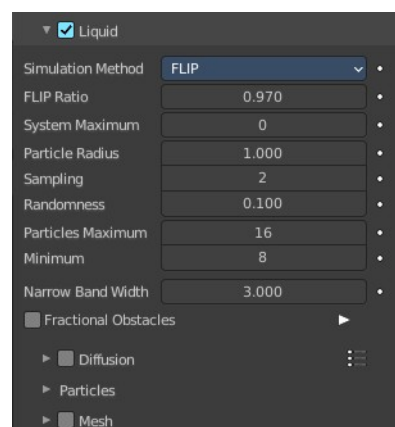 Liquid
Simulation Method FLIP
FLIP Ratio 0.970
System Maximum 0
Particle Radius 1.000
Sampling 2
Randomness 0.100
Particles Maximum 16
Minimum 8
Narrow Band Width 3.000
Fractional Obstacles
Diffusion
Particles
Mesh